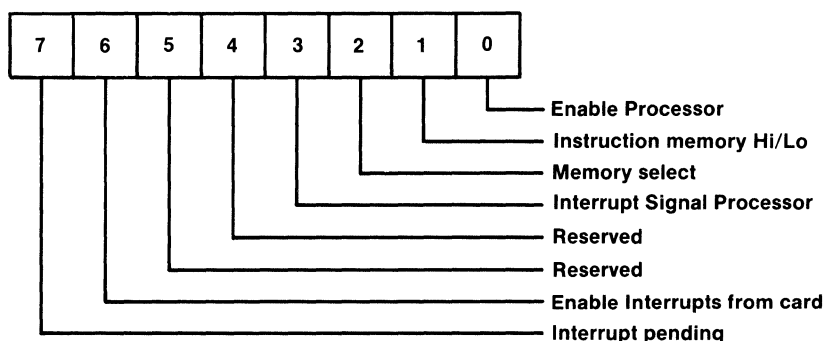 7 6 5 4 3 2 1 0
Enable Processor
Instruction memory Hi/Lo
Memory select
Interrupt Signal Processor
Reserved
Reserved
Enable Interrupts from card
Interrupt pending